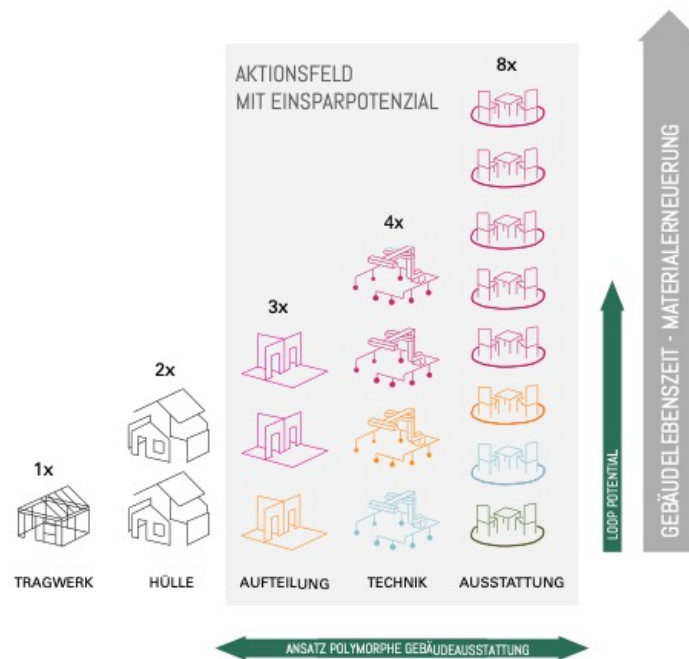 AKTIONSFELD
MIT EINSPARPOTENZIAL
8x
4x
3x
2x
1x
TRAGWERK
HÜLLE
AUFTEILUNG
TECHNIK
AUSSTATTUNG
LOOP POTENTIAL
GEBÄUDELEBENSZEIT - MATERIALERNEUERUNG
ANSATZ POLYMORPHE GEBÄUDEAUSSTATTUNG